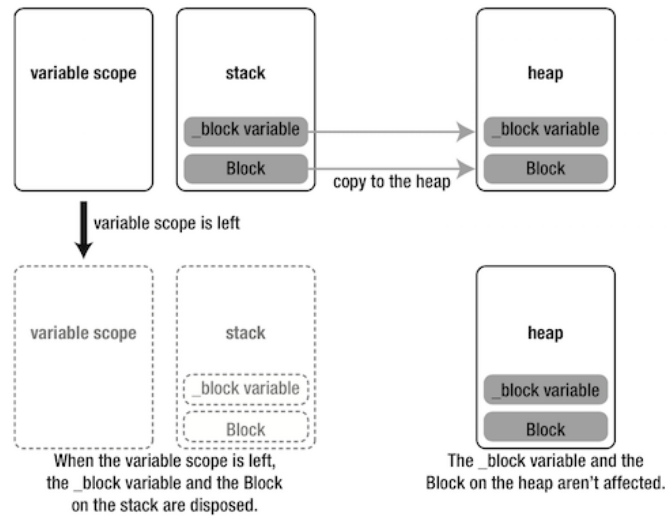 variable scope
stack
heap
_block variable
_block variable
Block
Block
copy to the heap
variable scope is left
variable scope
stack
heap
_block variable
_block variable
Block
Block
When the variable scope is left,
the _block variable and the Block
on the stack are disposed.
The _block variable and the
Block on the heap aren't affected.